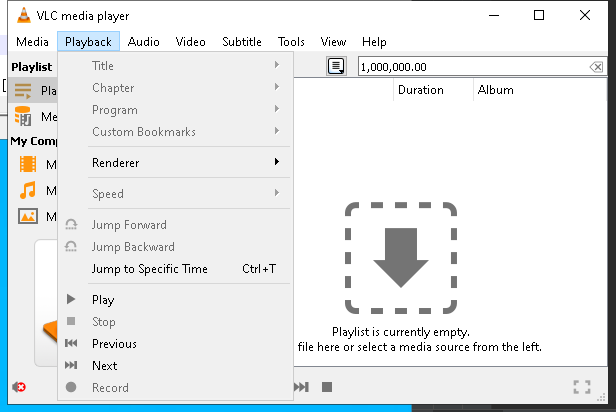 VLC media player
Media Playback Audio Video Subtitle Tools View Help
Playlist
1,000,000.00
Title
Chapter
Program
Custom Bookmarks
Renderer
Speed
Jump Forward
Jump Backward
Jump to Specific Time Ctrl+T
Play
Stop
Previous
Next
Record
Pla
Me
My Comp
M
M
M
Duration Album
Playlist is currently empty.
file here or select a media source from the left.